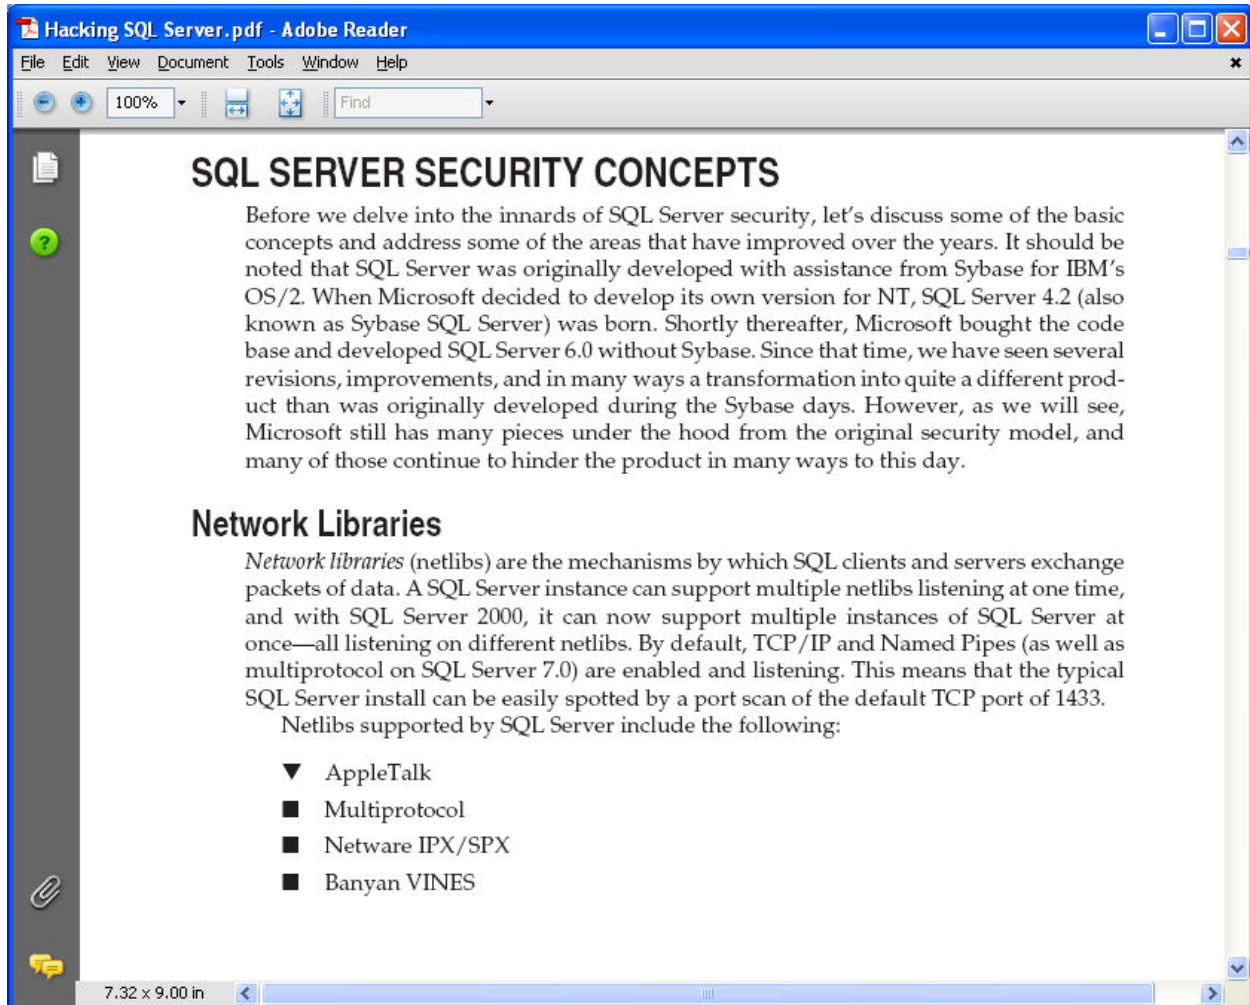 Hacking SQL Server.pdf - Adobe Reader
File Edit View Document Tools Window Help
100% Find
SQL SERVER SECURITY CONCEPTS
Before we delve into the innards of SQL Server security, let's discuss some of the basic
concepts and address some of the areas that have improved over the years. It should be
noted that SQL Server was originally developed with assistance from Sybase for IBM's
OS/2. When Microsoft decided to develop its own version for NT, SQL Server 4.2 (also
known as Sybase SQL Server) was born. Shortly thereafter, Microsoft bought the code
base and developed SQL Server 6.0 without Sybase. Since that time, we have seen several
revisions, improvements, and in many ways a transformation into quite a different prod-
uct than was originally developed during the Sybase days. However, as we will see,
Microsoft still has many pieces under the hood from the original security model, and
many of those continue to hinder the product in many ways to this day.
Network Libraries
Network libraries (netlibs) are the mechanisms by which SQL clients and servers exchange
packets of data. A SQL Server instance can support multiple netlibs listening at one time,
and with SQL Server 2000, it can now support multiple instances of SQL Server at
once—all listening on different netlibs. By default, TCP/IP and Named Pipes (as well as
multiprotocol on SQL Server 7.0) are enabled and listening. This means that the typical
SQL Server install can be easily spotted by a port scan of the default TCP port of 1433.
Netlibs supported by SQL Server include the following:
▼ AppleTalk
■ Multiprotocol
■ Netware IPX/SPX
■ Banyan VINES
7.32 x 9.00 in